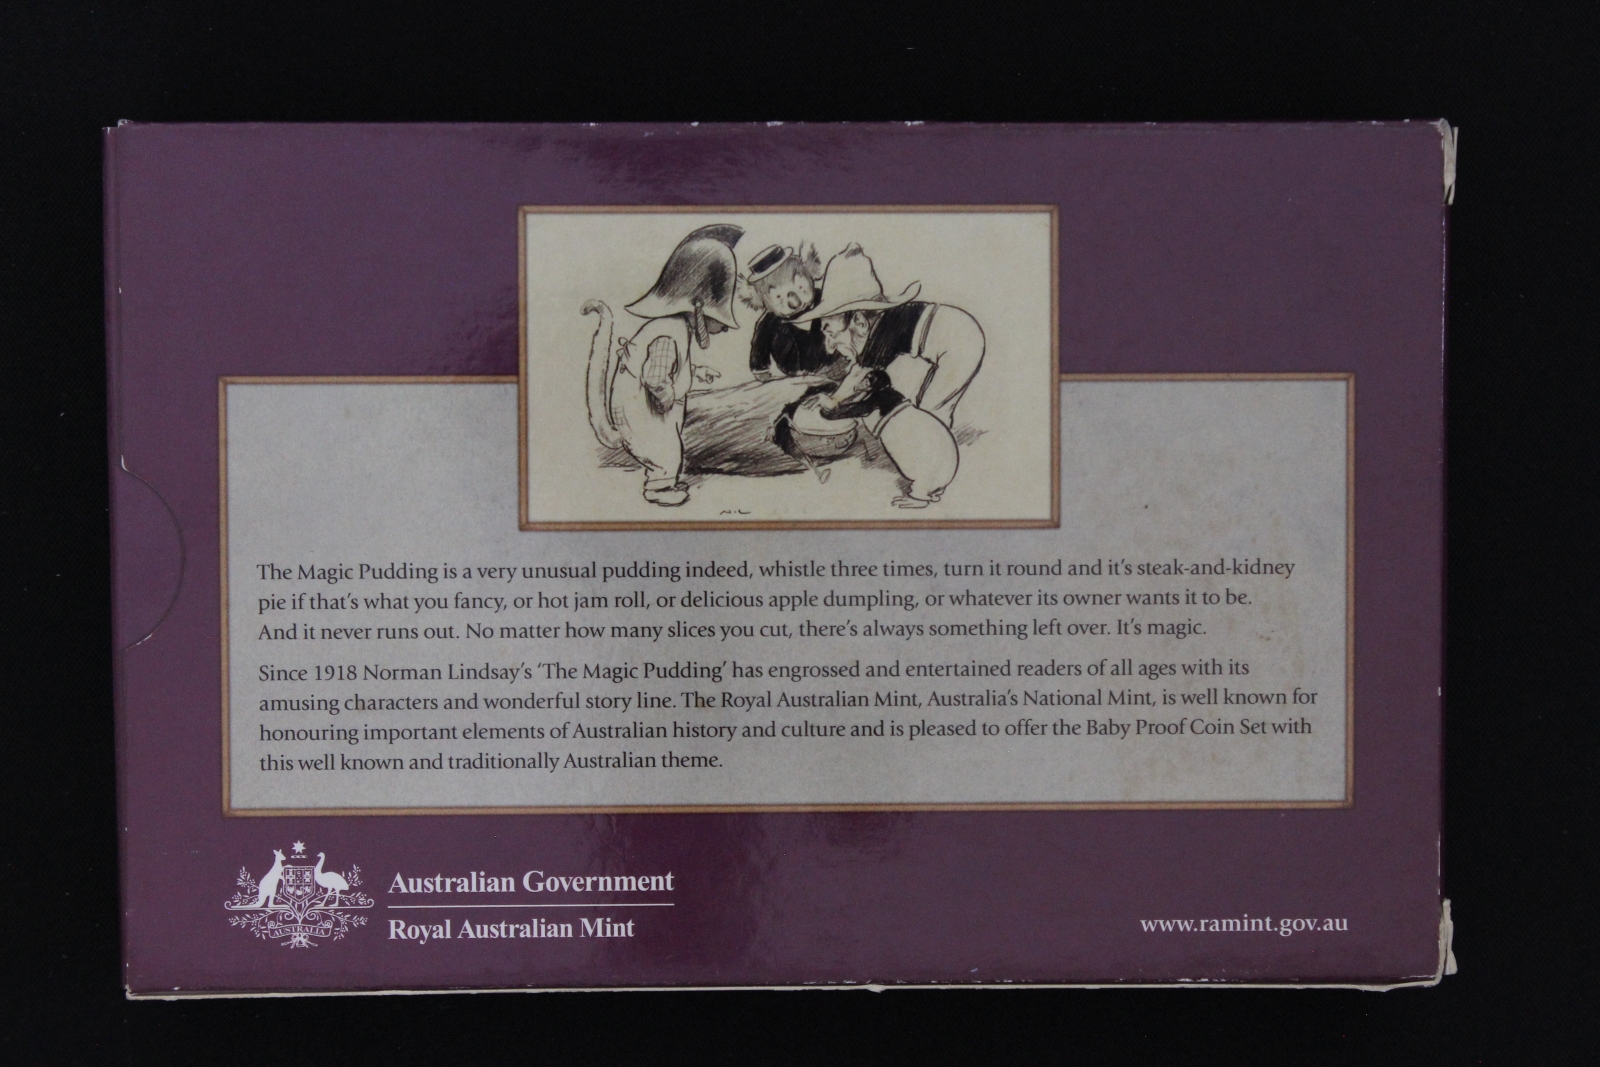 N.L
The Magic Pudding is a very unusual pudding indeed, whistle three times, turn it round and it's steak-and-kidney
pie if that's what you fancy, or hot jam roll, or delicious apple dumpling, or whatever its owner wants it to be.
And it never runs out. No matter how many slices you cut, there's always something left over. It's magic.
Since 1918 Norman Lindsay's 'The Magic Pudding' has engrossed and entertained readers of all ages with its
amusing characters and wonderful story line. The Royal Australian Mint, Australia's National Mint, is well known for
honouring important elements of Australian history and culture and is pleased to offer the Baby Proof Coin Set with
this well known and traditionally Australian theme.
AUSTRALIA
Australian Government
Royal Australian Mint
www.ramint.gov.au